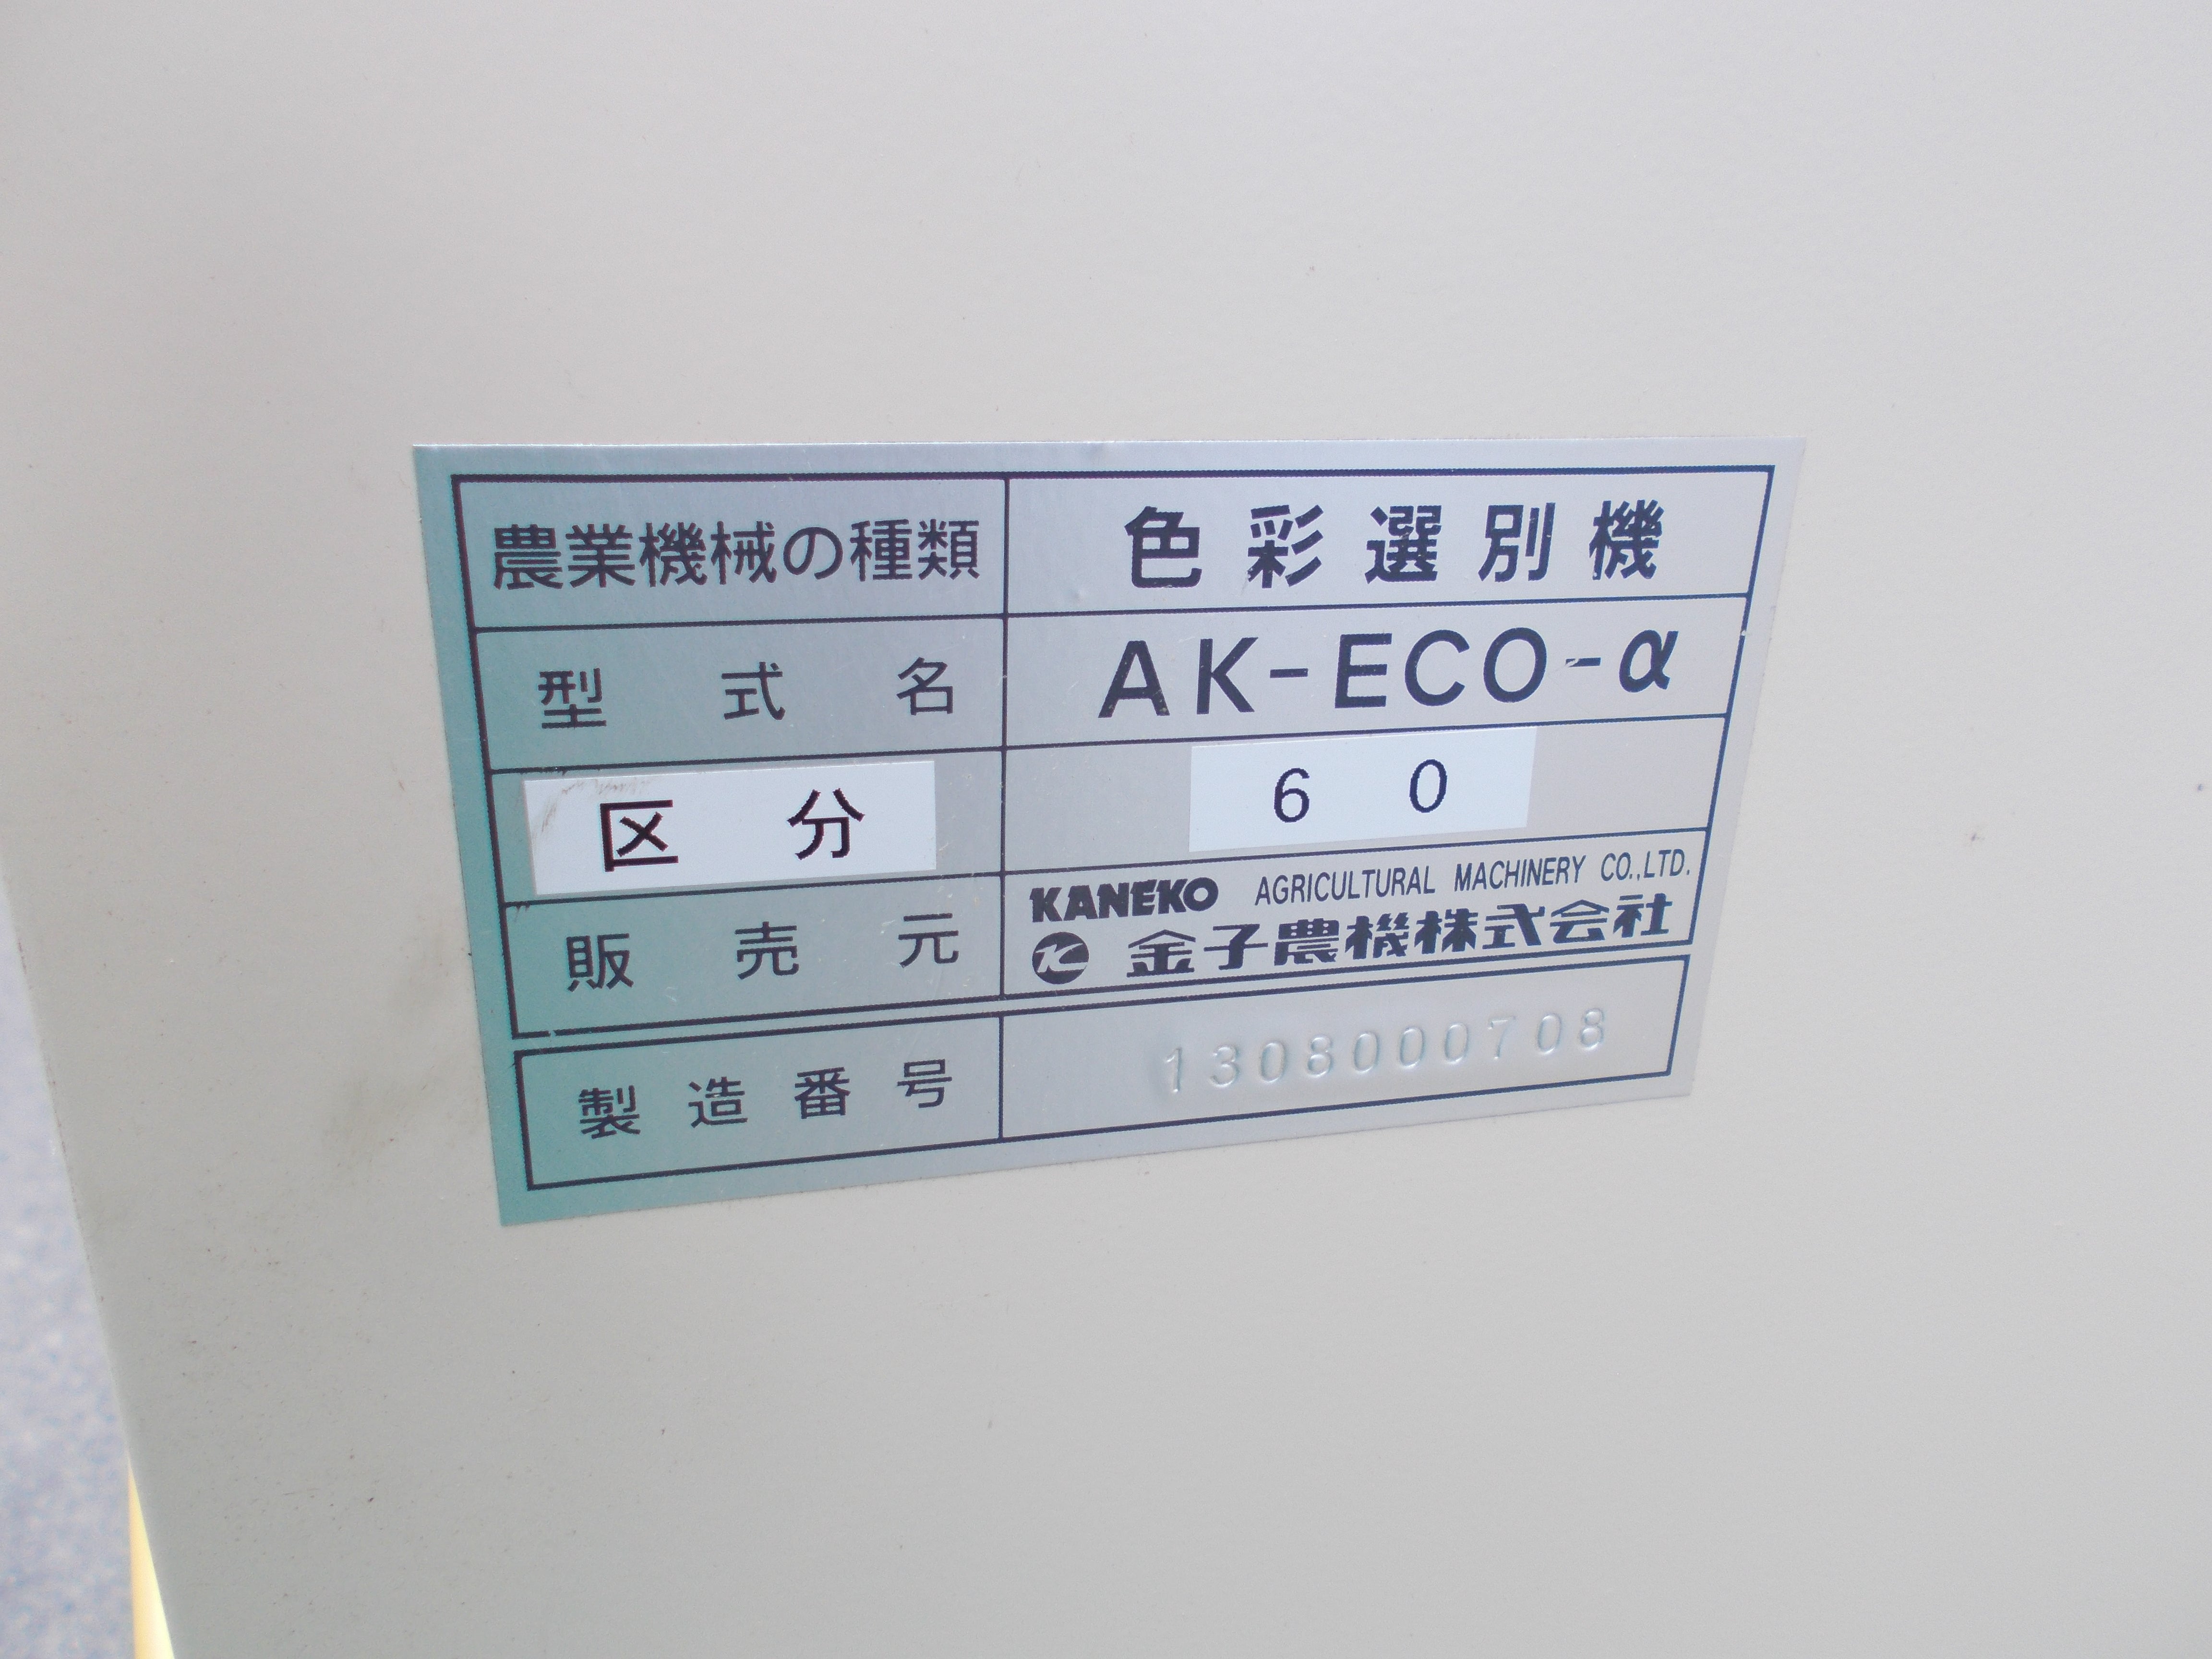 農業機械の種類 色彩選別機
型式名 AK-ECO-α
区分 60
販売元 KANEKO AGRICULTURAL MACHINERY CO.,LTD.
K 金子農機株式会社
製造番号 1308000708